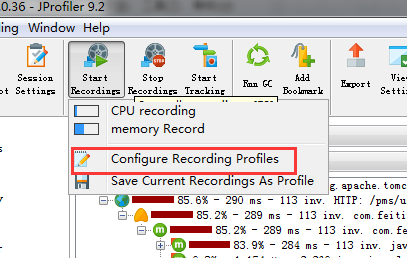 0.36 - JProfiler 9.2
ling Window Help
Session Settings
Start Recordings
Stop Recordings
Start Tracking
Run GC
Add Bookmark
Export
View Settings
CPU recording
memory Record
Configure Recording Profiles
Save Current Recordings As Profile
g.apache.tomc
85.6% - 290 ms - 113 inv. HTTP: /pms/u
85.2% - 289 ms - 113 inv. com.feiti
85.2% - 289 ms - 113 inv. com.fe
83.9% - 284 ms - 113 inv. jav